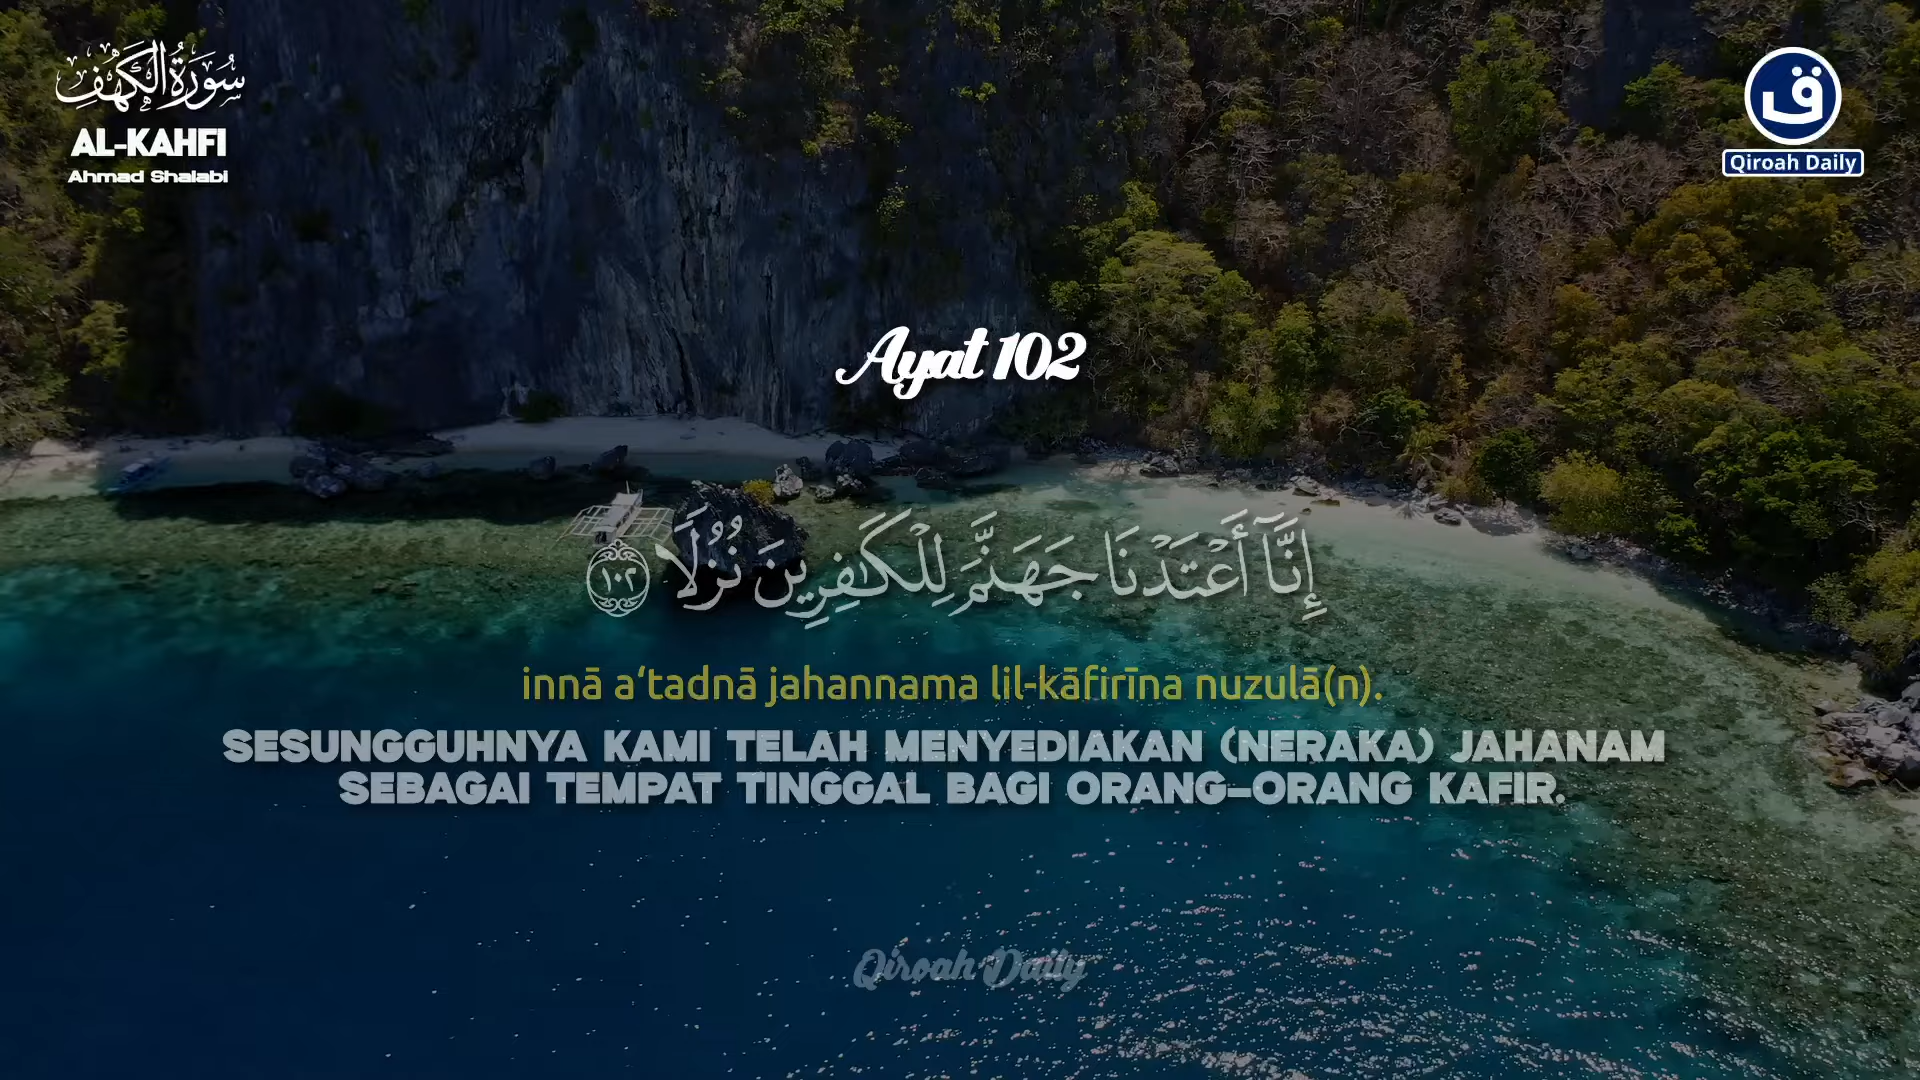 سُورَةُ الكَهْفِ
AL-KAHFI
Ahmad Shalabi
ق
Qiroah Daily
Ayat 102
إِنَّآ أَعْتَدْنَا جَهَنَّمَ لِلْكَٰفِرِينَ نُزُلًا ١٠٢
innā a‘tadnā jahannama lil-kāfirīna nuzulā(n).
SESUNGGUHNYA KAMI TELAH MENYEDIAKAN (NERAKA) JAHANAM
SEBAGAI TEMPAT TINGGAL BAGI ORANG-ORANG KAFIR.
Qiroah Daily